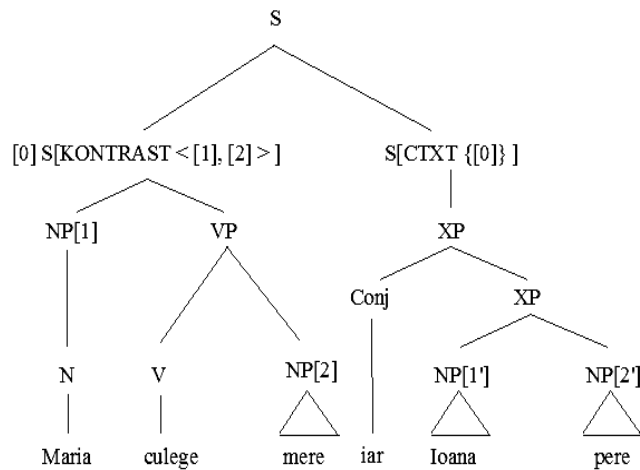 S
[0] S[KONTRAST < [1], [2] > ] S[CTXT {[0]} ]
NP[1] VP XP
Conj XP
N V NP[2] NP[1'] NP[2']
Maria culege mere iar Ioana pere